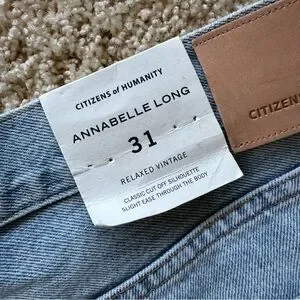 CITIZENS of HUMANITY
ANNABELLE LONG
31
RELAXED VINTAGE
CLASSIC CUT OFF SILHOUETTE
SLIGHT EASE THROUGH THE BODY
CITIZEN